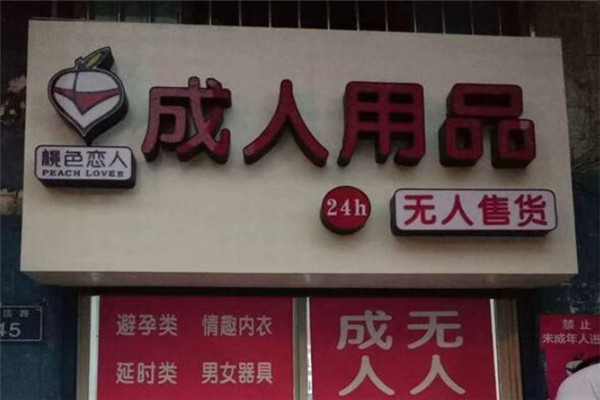 成人用品
桃色恋人
PEACH LOVER
24h
无人售货
避孕类 情趣内衣
延时类 男女器具
成无
人人
45
禁止
未成年人进